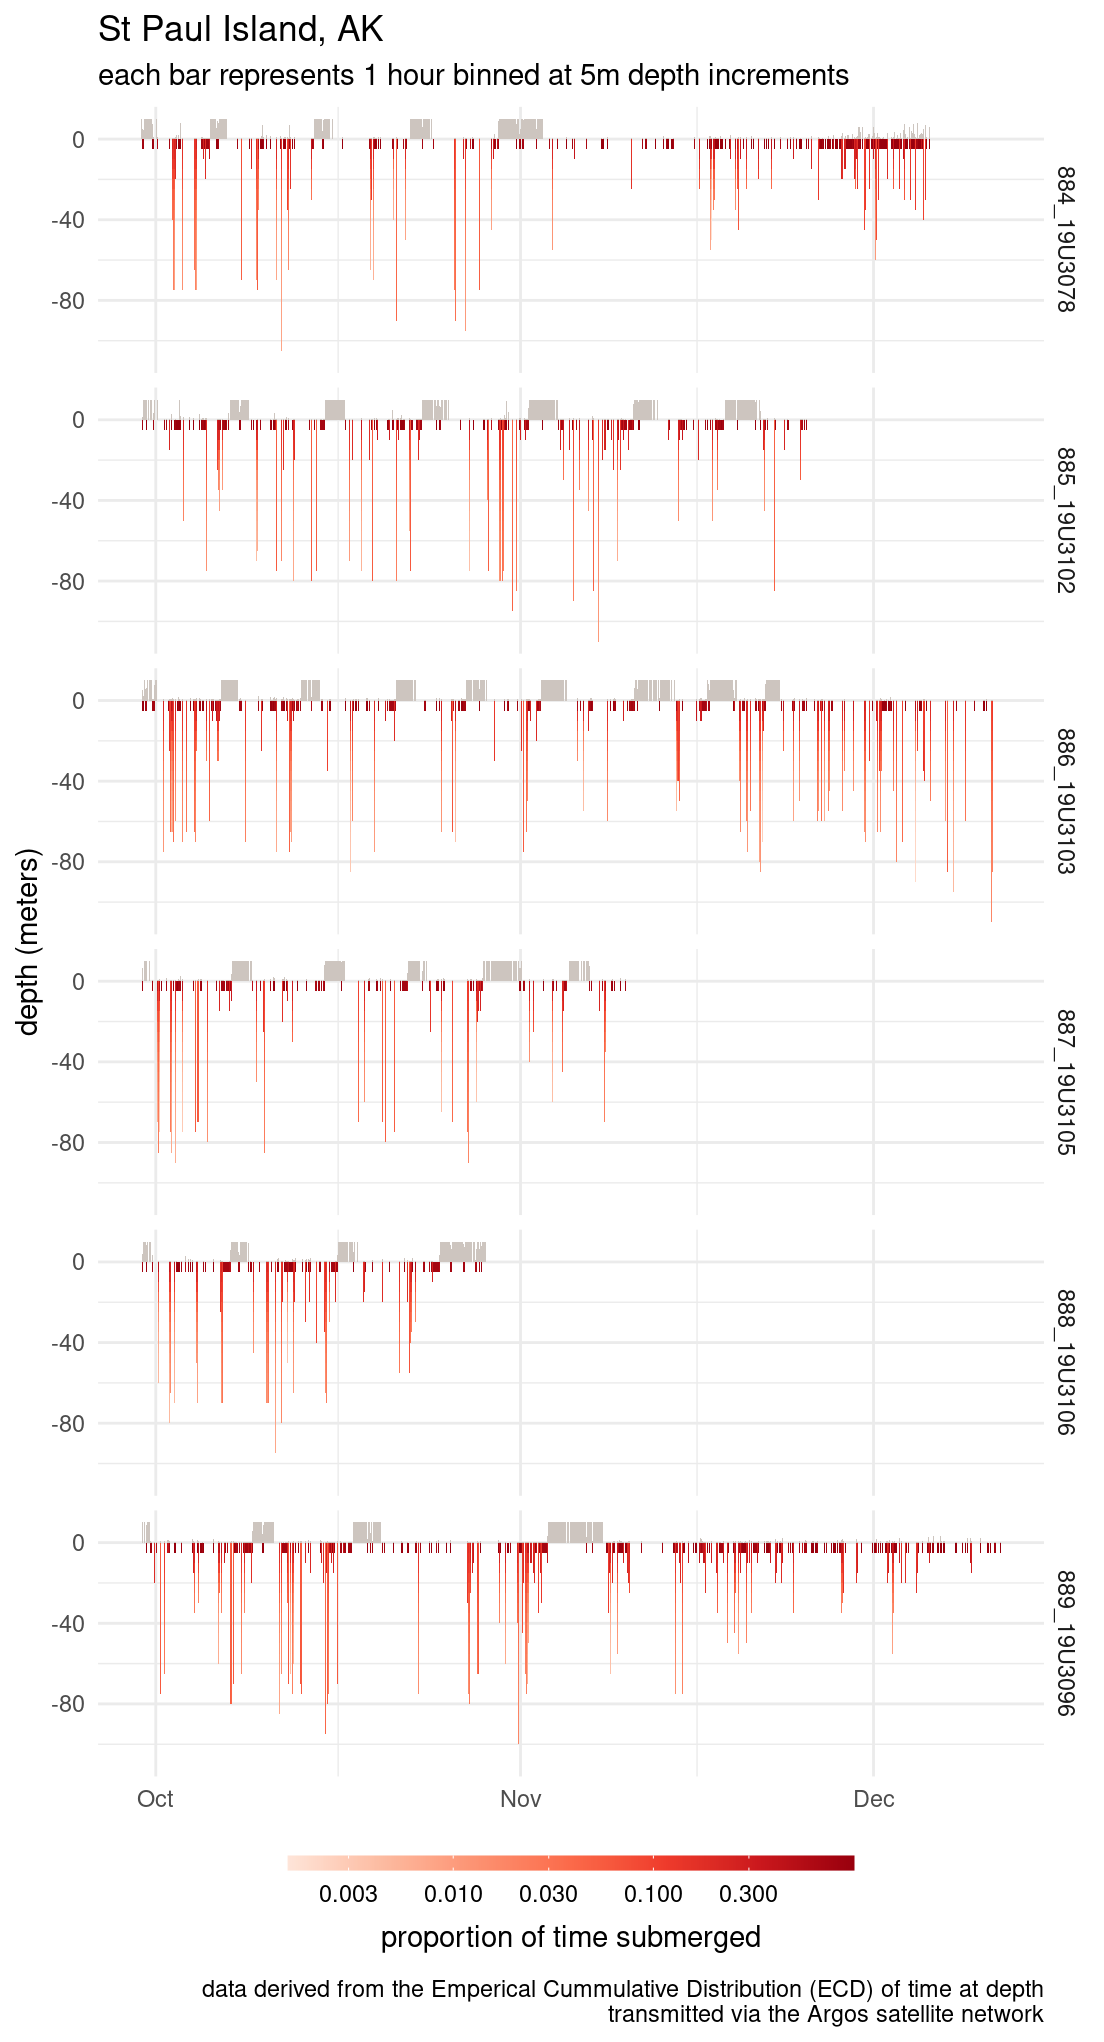 St Paul Island, AK
each bar represents 1 hour binned at 5m depth increments
0
-40
-80
884_19U3078
0
-40
-80
885_19U3102
0
-40
-80
886_19U3103
depth (meters)
0
-40
-80
887_19U3105
0
-40
-80
888_19U3106
0
-40
-80
889_19U3096
Oct Nov Dec
0.003 0.010 0.030 0.100 0.300
proportion of time submerged
data derived from the Emperical Cummulative Distribution (ECD) of time at depth
transmitted via the Argos satellite network